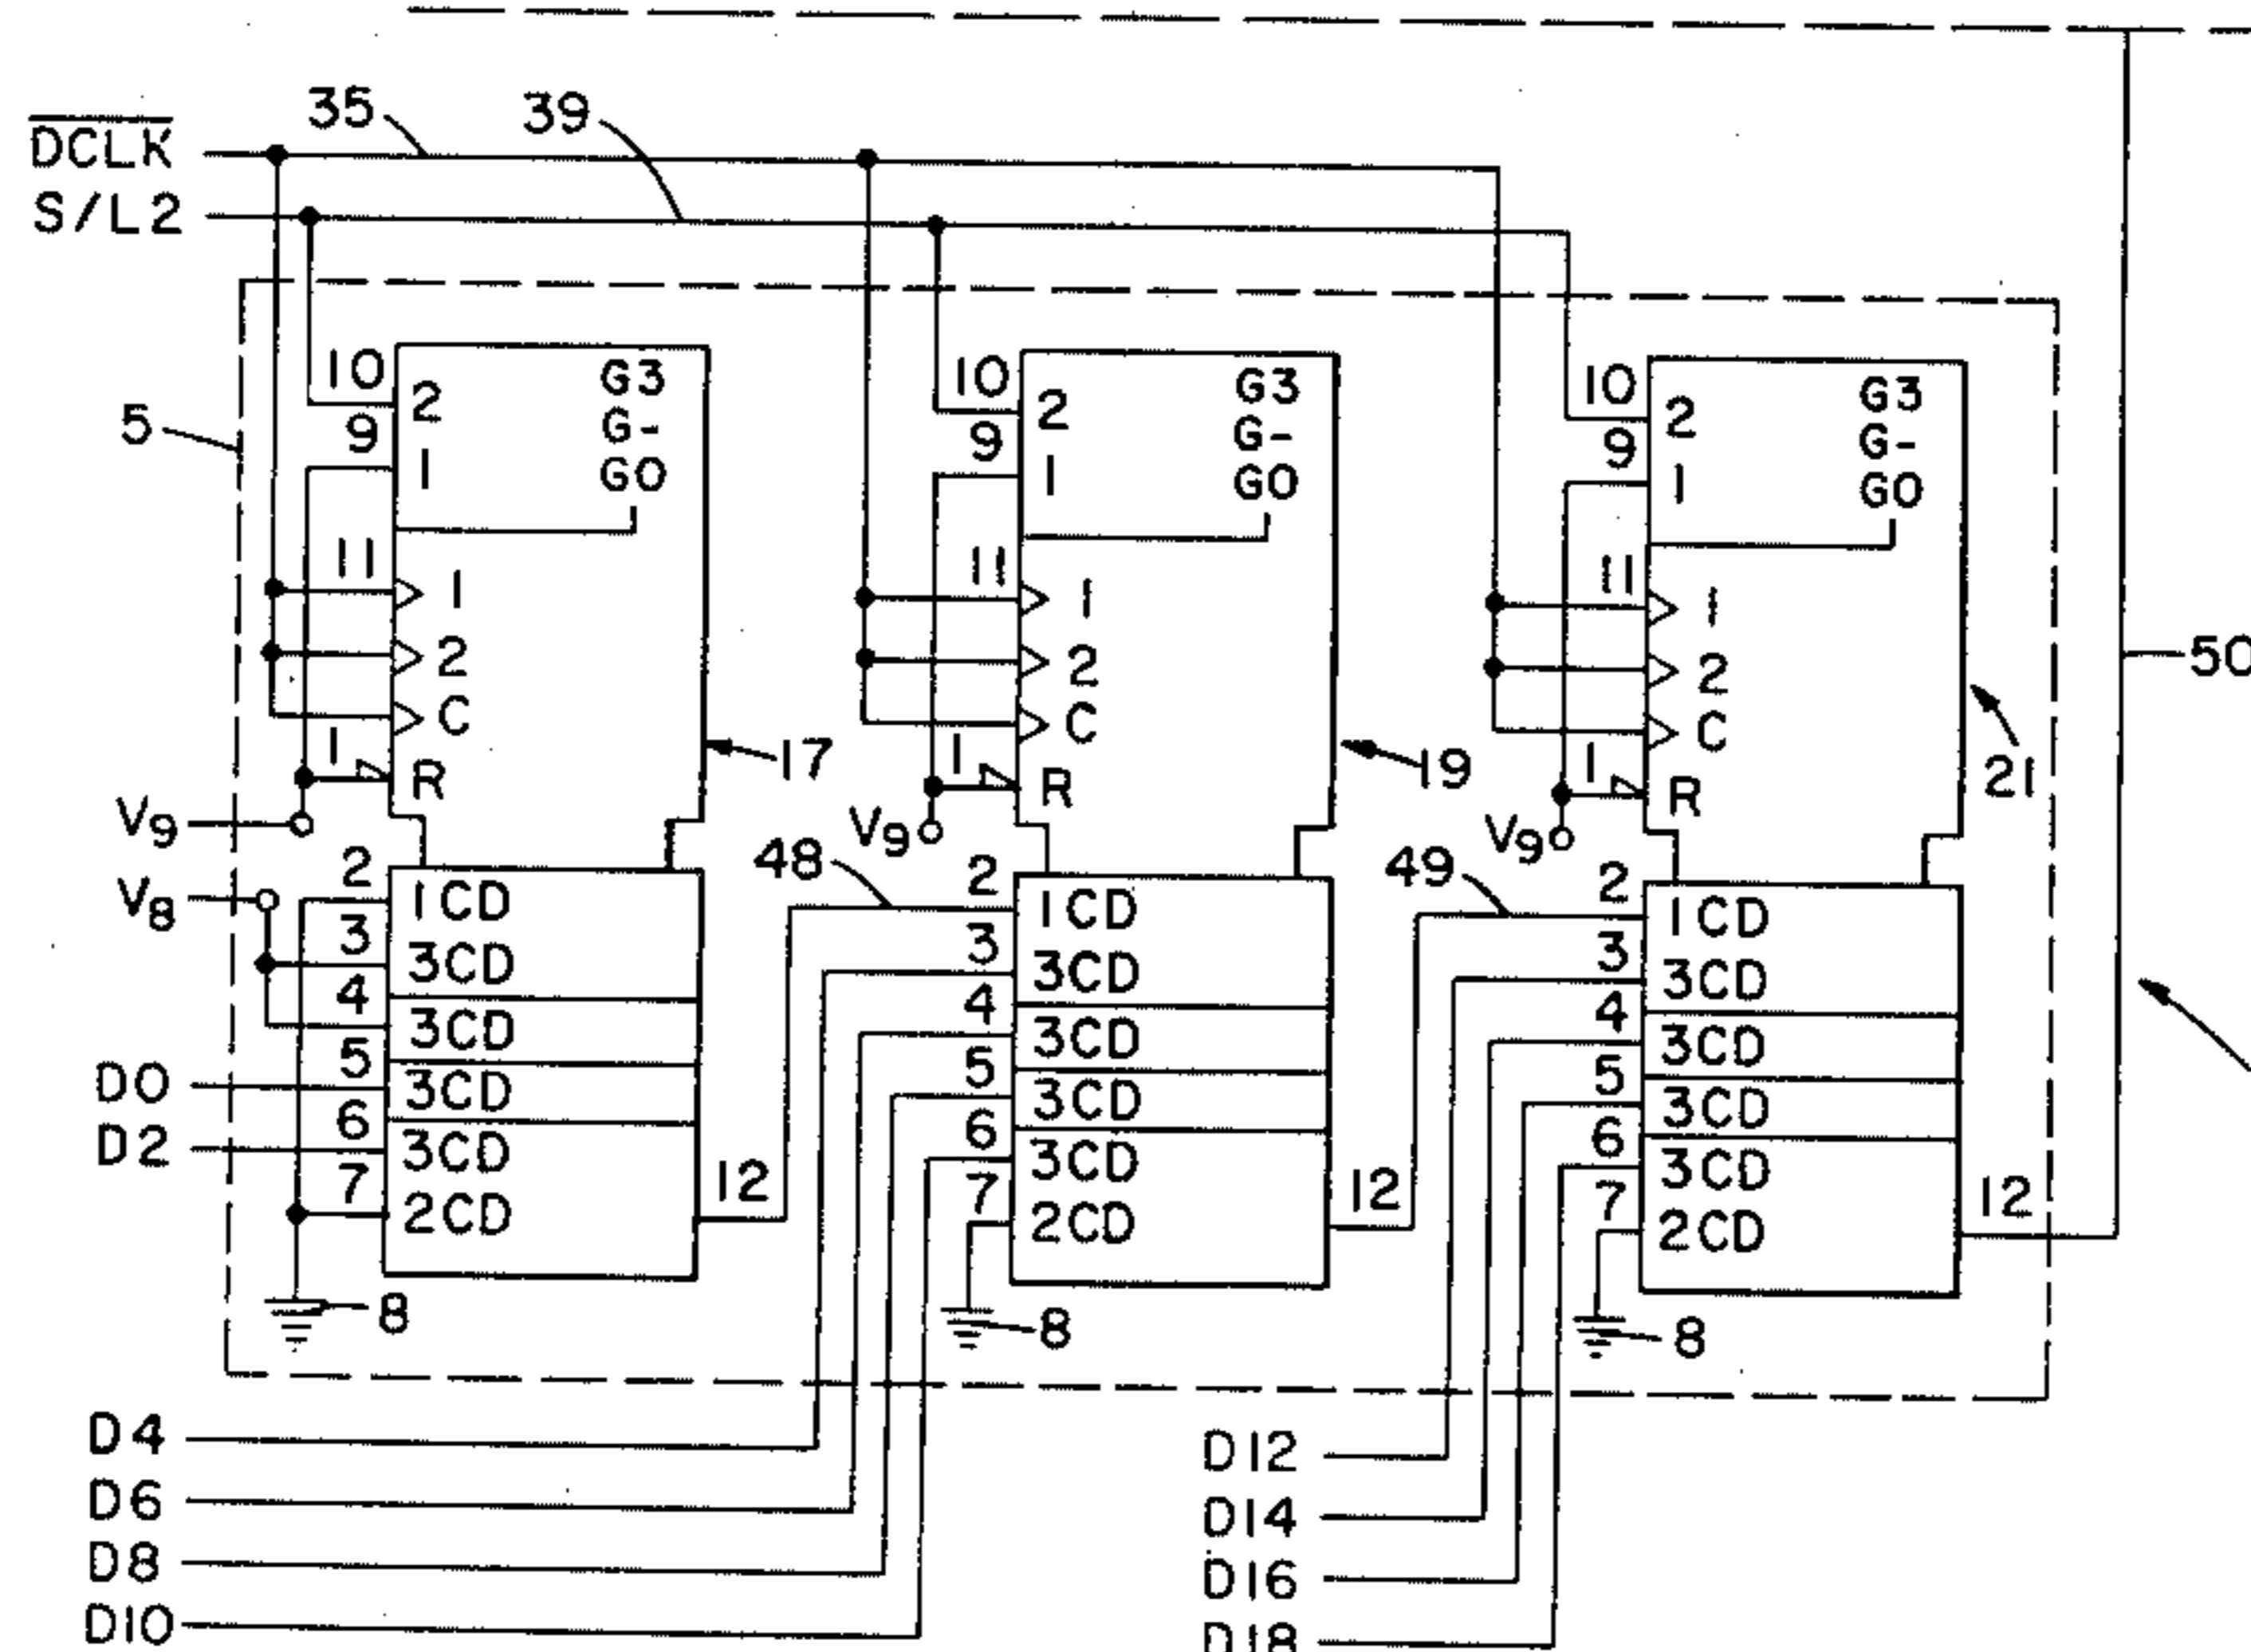 35 39
D̅C̅L̅K̅
S/L2
5
10 2 G3
9 1 G-
G0
11 1
2
C
1 R
17
10 2 G3
9 1 G-
G0
11 1
2
C
1 R
19
10 2 G3
9 1 G-
G0
11 1
2
C
1 R
21
50
V9
V8
V9
V9
48
49
2 1CD
3 3CD
4 3CD
5 3CD
6 3CD
7 2CD
12
8
D0
D2
2 1CD
3 3CD
4 3CD
5 3CD
6 3CD
7 2CD
12
8
2 1CD
3 3CD
4 3CD
5 3CD
6 3CD
7 2CD
12
8
D4
D6
D8
D10
D12
D14
D16
D18